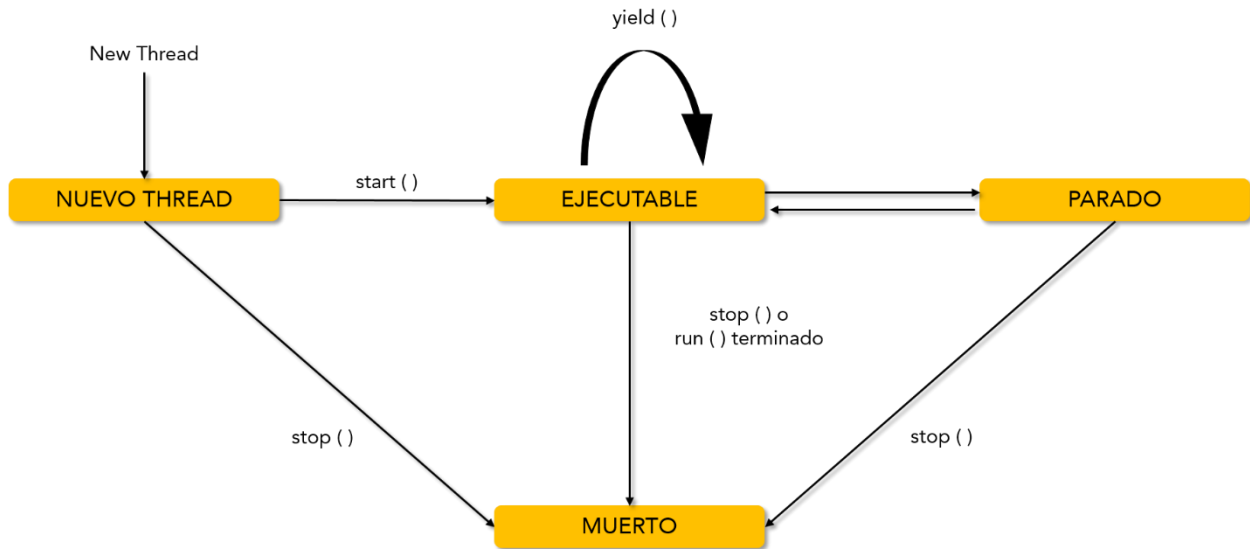 yield ( )
New Thread
NUEVO THREAD
start ( )
EJECUTABLE
PARADO
stop ( ) o
run ( ) terminado
stop ( )
stop ( )
MUERTO